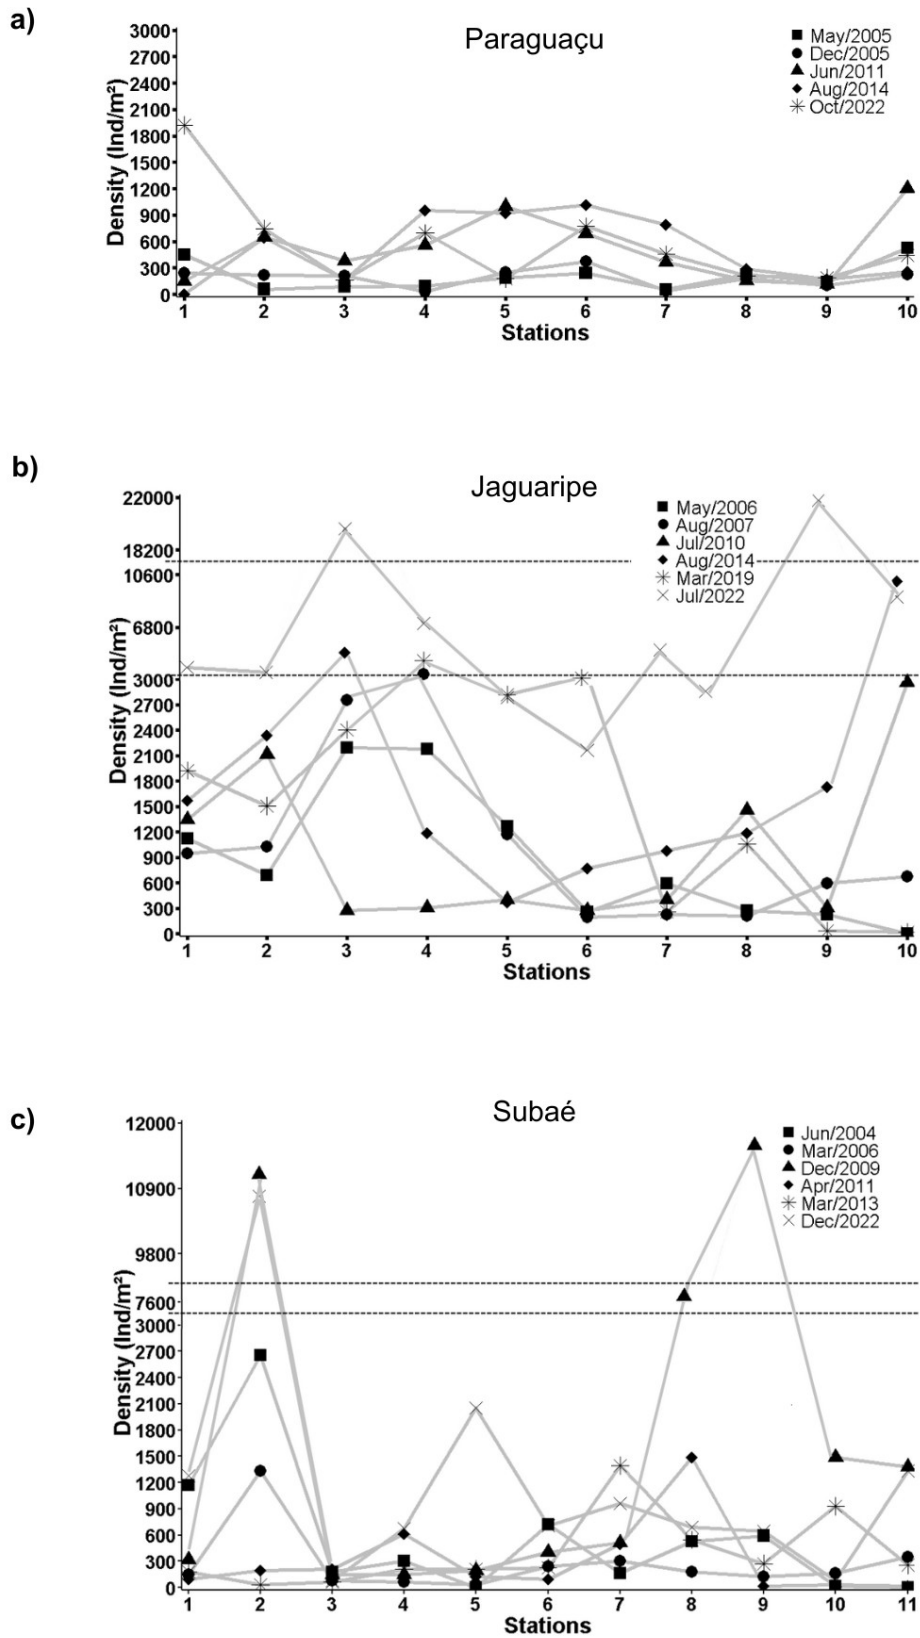 a)
Paraguaçu
May/2005
Dec/2005
Jun/2011
Aug/2014
Oct/2022
Density (Ind/m²)
3000
2700
2400
2100
1800
1500
1200
900
600
300
0
1 2 3 4 5 6 7 8 9 10
Stations
b)
Jaguaripe
May/2006
Aug/2007
Jul/2010
Aug/2014
Mar/2019
Jul/2022
Density (Ind/m²)
22000
18200
10600
6800
3000
2700
2400
2100
1800
1500
1200
900
600
300
0
1 2 3 4 5 6 7 8 9 10
Stations
c)
Subaé
Jun/2004
Mar/2006
Dec/2009
Apr/2011
Mar/2013
Dec/2022
Density (Ind/m²)
12000
10900
9800
7600
3000
2700
2400
2100
1800
1500
1200
900
600
300
0
1 2 3 4 5 6 7 8 9 10 11
Stations